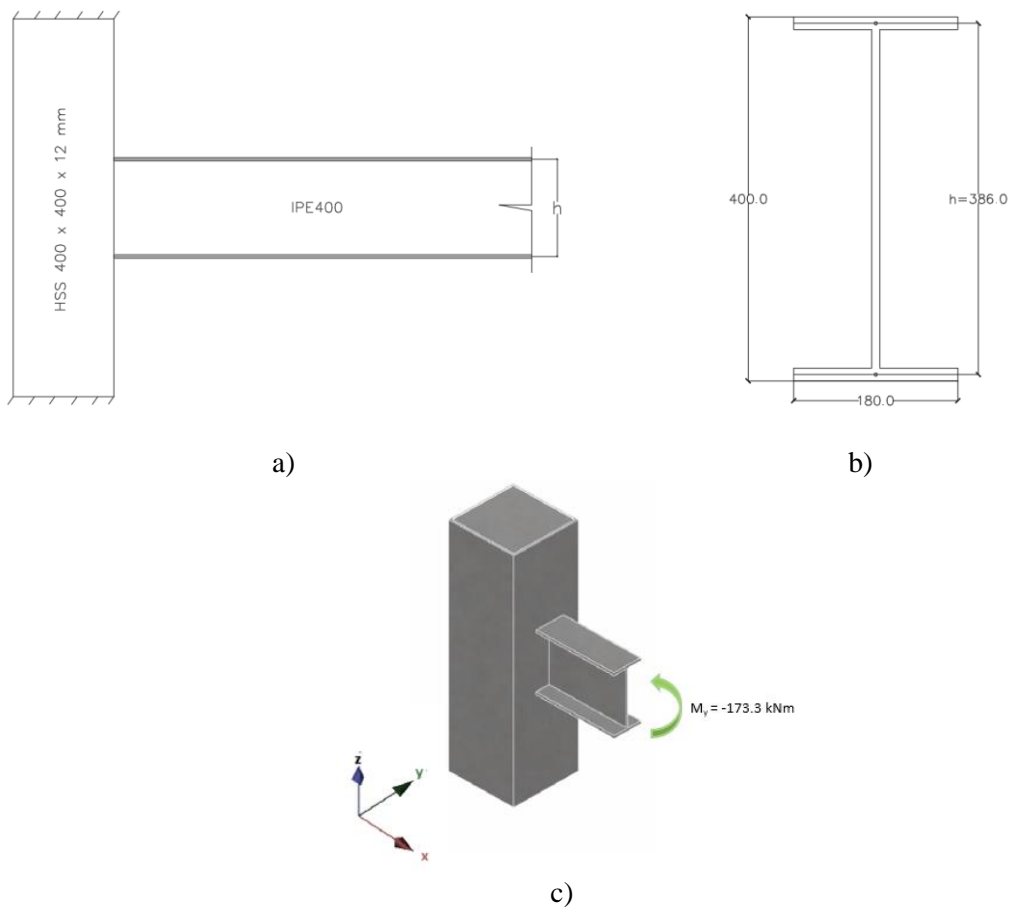 HSS 400 x 400 x 12 mm
IPE400
h
400.0
h=386.0
180.0
a)
b)
My = -173.3 kNm
z
y
x
c)